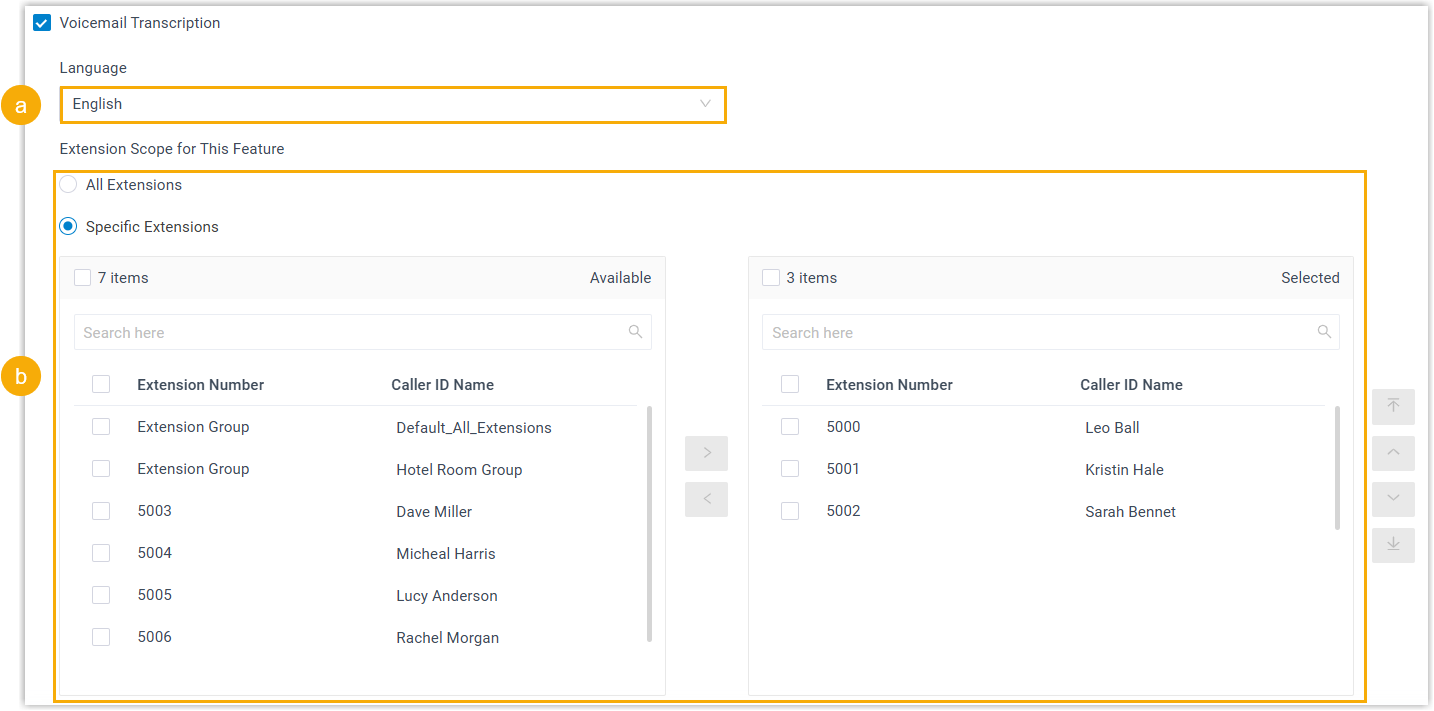 Voicemail Transcription
Language
a
English
Extension Scope for This Feature
All Extensions
Specific Extensions
7 items Available
3 items Selected
Search here
Search here
b
Extension Number Caller ID Name
Extension Group Default_All_Extensions
Extension Group Hotel Room Group
5003 Dave Miller
5004 Micheal Harris
5005 Lucy Anderson
5006 Rachel Morgan
Extension Number Caller ID Name
5000 Leo Ball
5001 Kristin Hale
5002 Sarah Bennet